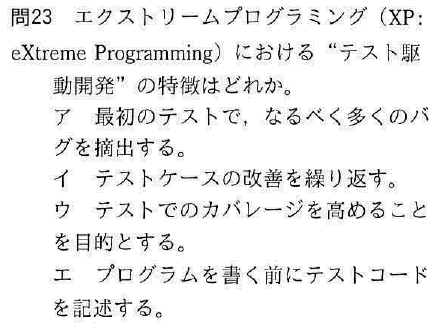 問23　エクストリームプログラミング（XP:
eXtreme Programming）における“テスト駆
動開発”の特徴はどれか。
ア　最初のテストで，なるべく多くのバ
グを摘出する。
イ　テストケースの改善を繰り返す。
ウ　テストでのカバレージを高めること
を目的とする。
エ　プログラムを書く前にテストコード
を記述する。